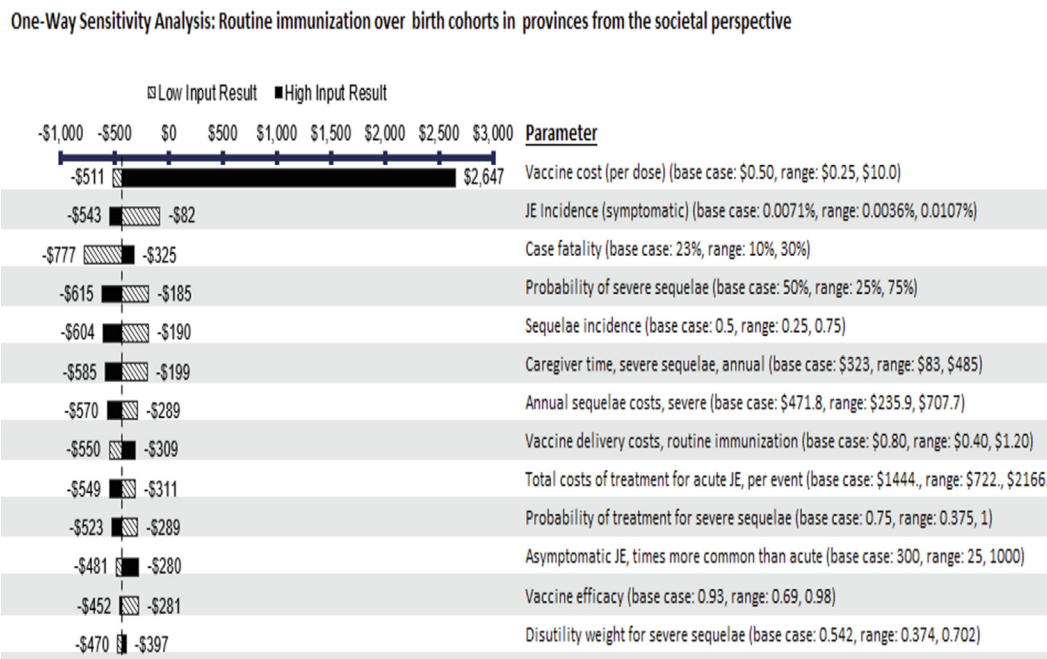 One-Way Sensitivity Analysis: Routine immunization over birth cohorts in provinces from the societal perspective
Low Input Result High Input Result
-$1,000 -$500 $0 $500 $1,000 $1,500 $2,000 $2,500 $3,000 Parameter
-$511 $2,647 Vaccine cost (per dose) (base case: $0.50, range: $0.25, $10.0)
-$543 -$82 JE Incidence (symptomatic) (base case: 0.0071%, range: 0.0036%, 0.0107%)
-$777 -$325 Case fatality (base case: 23%, range: 10%, 30%)
-$615 -$185 Probability of severe sequelae (base case: 50%, range: 25%, 75%)
-$604 -$190 Sequelae incidence (base case: 0.5, range: 0.25, 0.75)
-$585 -$199 Caregiver time, severe sequelae, annual (base case: $323, range: $83, $485)
-$570 -$289 Annual sequelae costs, severe (base case: $471.8, range: $235.9, $707.7)
-$550 -$309 Vaccine delivery costs, routine immunization (base case: $0.80, range: $0.40, $1.20)
-$549 -$311 Total costs of treatment for acute JE, per event (base case: $1444., range: $722., $2166.
-$523 -$289 Probability of treatment for severe sequelae (base case: 0.75, range: 0.375, 1)
-$481 -$280 Asymptomatic JE, times more common than acute (base case: 300, range: 25, 1000)
-$452 -$281 Vaccine efficacy (base case: 0.93, range: 0.69, 0.98)
-$470 -$397 Disutility weight for severe sequelae (base case: 0.542, range: 0.374, 0.702)